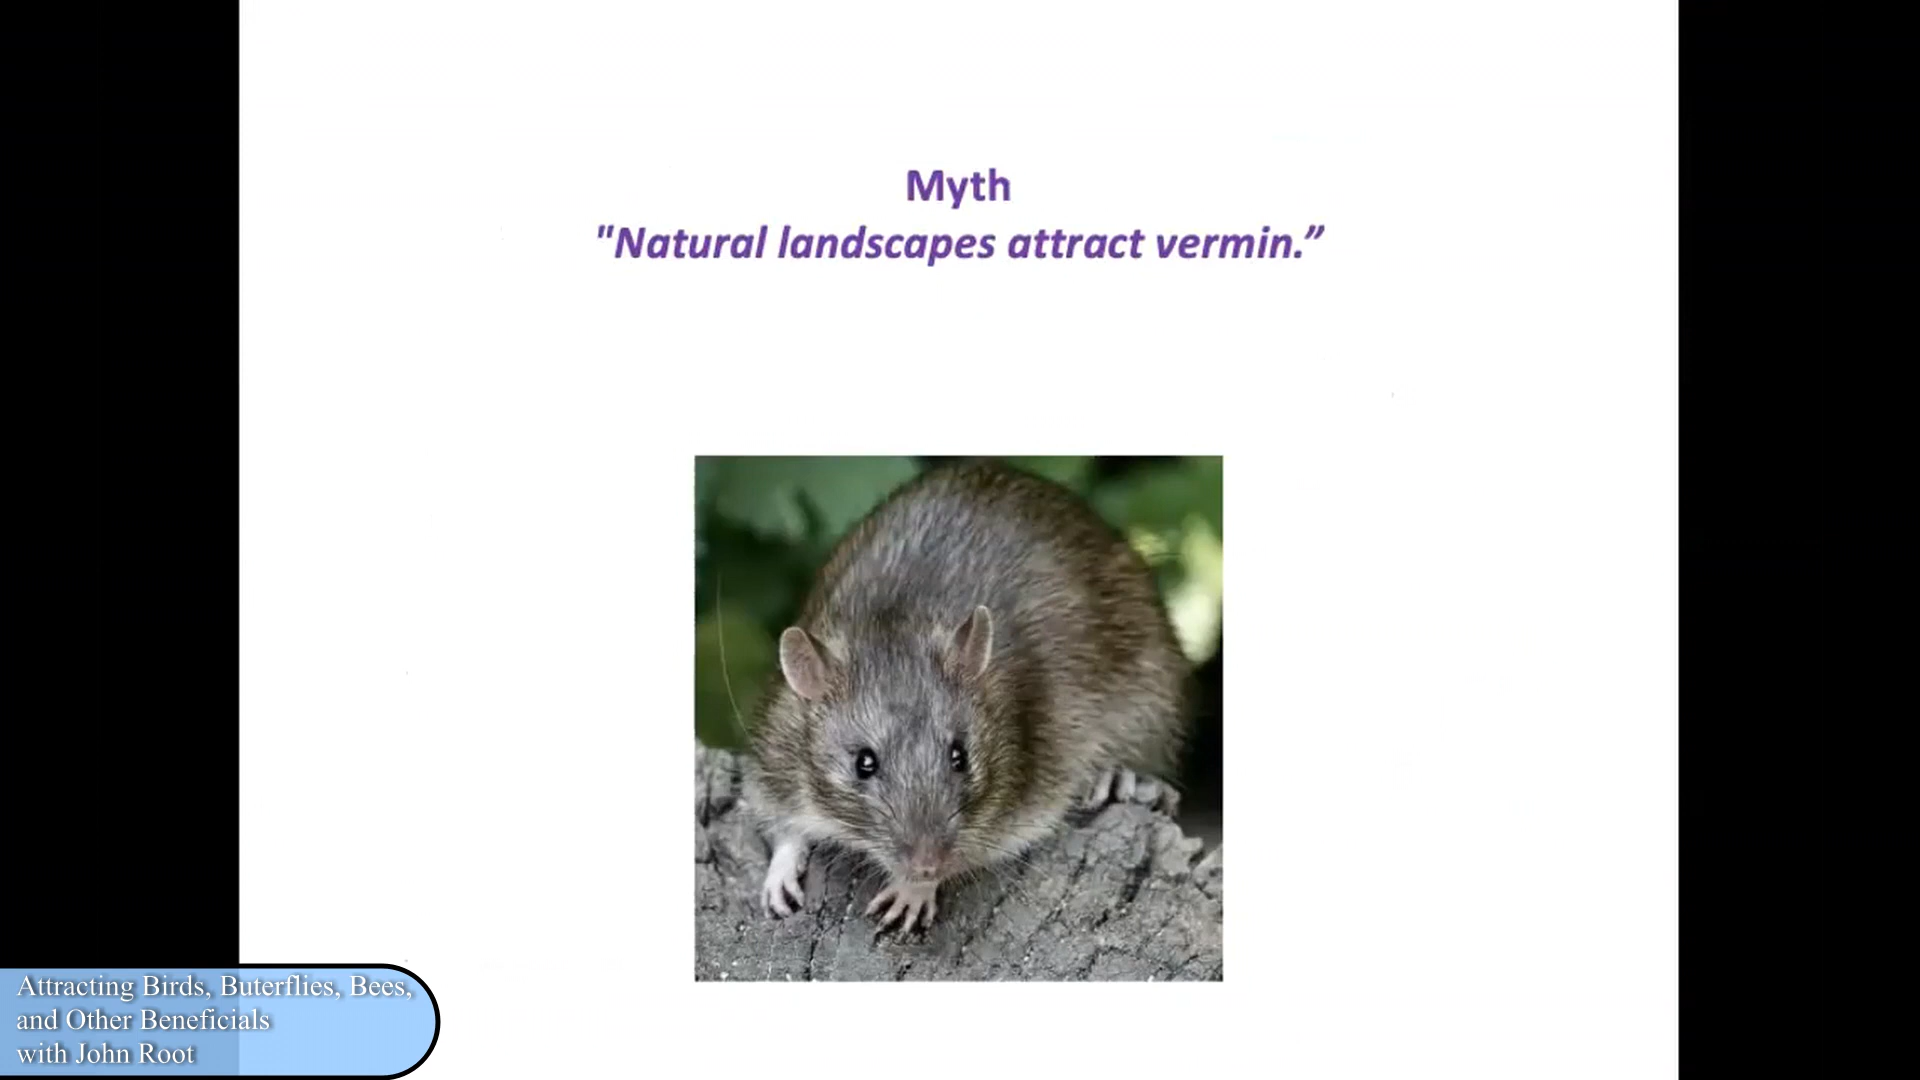 Myth
"Natural landscapes attract vermin.”
Attracting Birds, Buterflies, Bees,
and Other Beneficials
with John Root